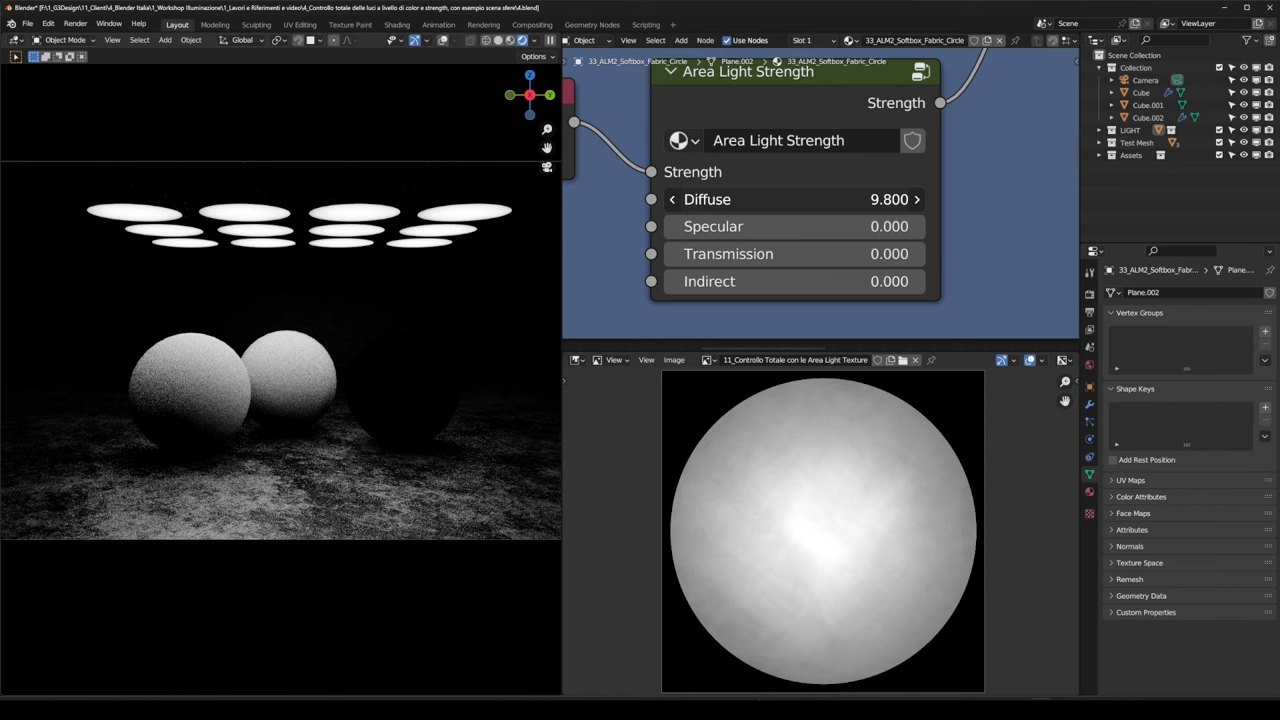 Blender* [F:\1_G3Design\11_Clienti\4_Blender Italia\1_Workshop Illuminazione\1_Lavori e Riferimenti e video\4_Controllo totale delle luci a livello di color e strength, con esempio scena sfere\4.blend]
File Edit Render Window Help Layout Modeling Sculpting UV Editing Texture Paint Shading Animation Rendering Compositing Geometry Nodes Scripting + Scene ViewLayer
Object Mode View Select Add Object Global Object View Select Add Node Use Nodes Slot 1 33_ALM2_Softbox_Fabric_Circle
Options
33_ALM2_Softbox_Fabric_Circle > Plane.002 > 33_ALM2_Softbox_Fabric_Circle
Scene Collection
Collection
Camera
Cube
Cube.001
Cube.002
LIGHT
Test Mesh 3
Assets
Z
X
Y
Area Light Strength
Strength
Area Light Strength
Strength
Diffuse 9.800
Specular 0.000
Transmission 0.000
Indirect 0.000
View View Image 11_Controllo Totale con le Area Light Texture
33_ALM2_Softbox_Fabr... > Plane....
Plane.002
Vertex Groups
Shape Keys
Add Rest Position
UV Maps
Color Attributes
Face Maps
Attributes
Normals
Texture Space
Remesh
Geometry Data
Custom Properties